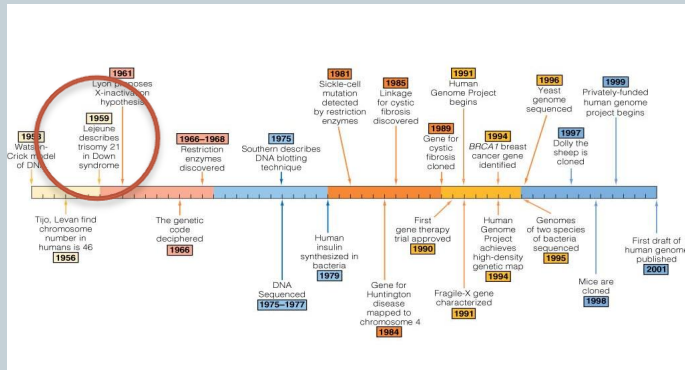 1953
Watson-
Crick model
of DNA
Tijo, Levan find
chromosome
number in
humans is 46
1956
1959
Lejeune
describes
trisomy 21
in Down
syndrome
1961
Lyon proposes
X-inactivation
hypothesis
The genetic
code
deciphered
1966
1966–1968
Restriction
enzymes
discovered
1975
Southern describes
DNA blotting
technique
DNA
Sequenced
1975–1977
Human
insulin
synthesized in
bacteria
1979
1981
Sickle-cell
mutation
detected
by restriction
enzymes
Gene for
Huntington
disease
mapped to
chromosome 4
1984
1985
Linkage
for cystic
fibrosis
discovered
1989
Gene for
cystic
fibrosis
cloned
First
gene therapy
trial approved
1990
1991
Human
Genome Project
begins
Fragile-X gene
characterized
1991
1994
BRCA1 breast
cancer gene
identified
Human
Genome
Project
achieves
high-density
genetic map
1994
Genomes
of two species
of bacteria
sequenced
1995
1996
Yeast
genome
sequenced
1997
Dolly the
sheep is
cloned
Mice are
cloned
1998
1999
Privately-funded
human genome
project begins
First draft of
human genome
published
2001